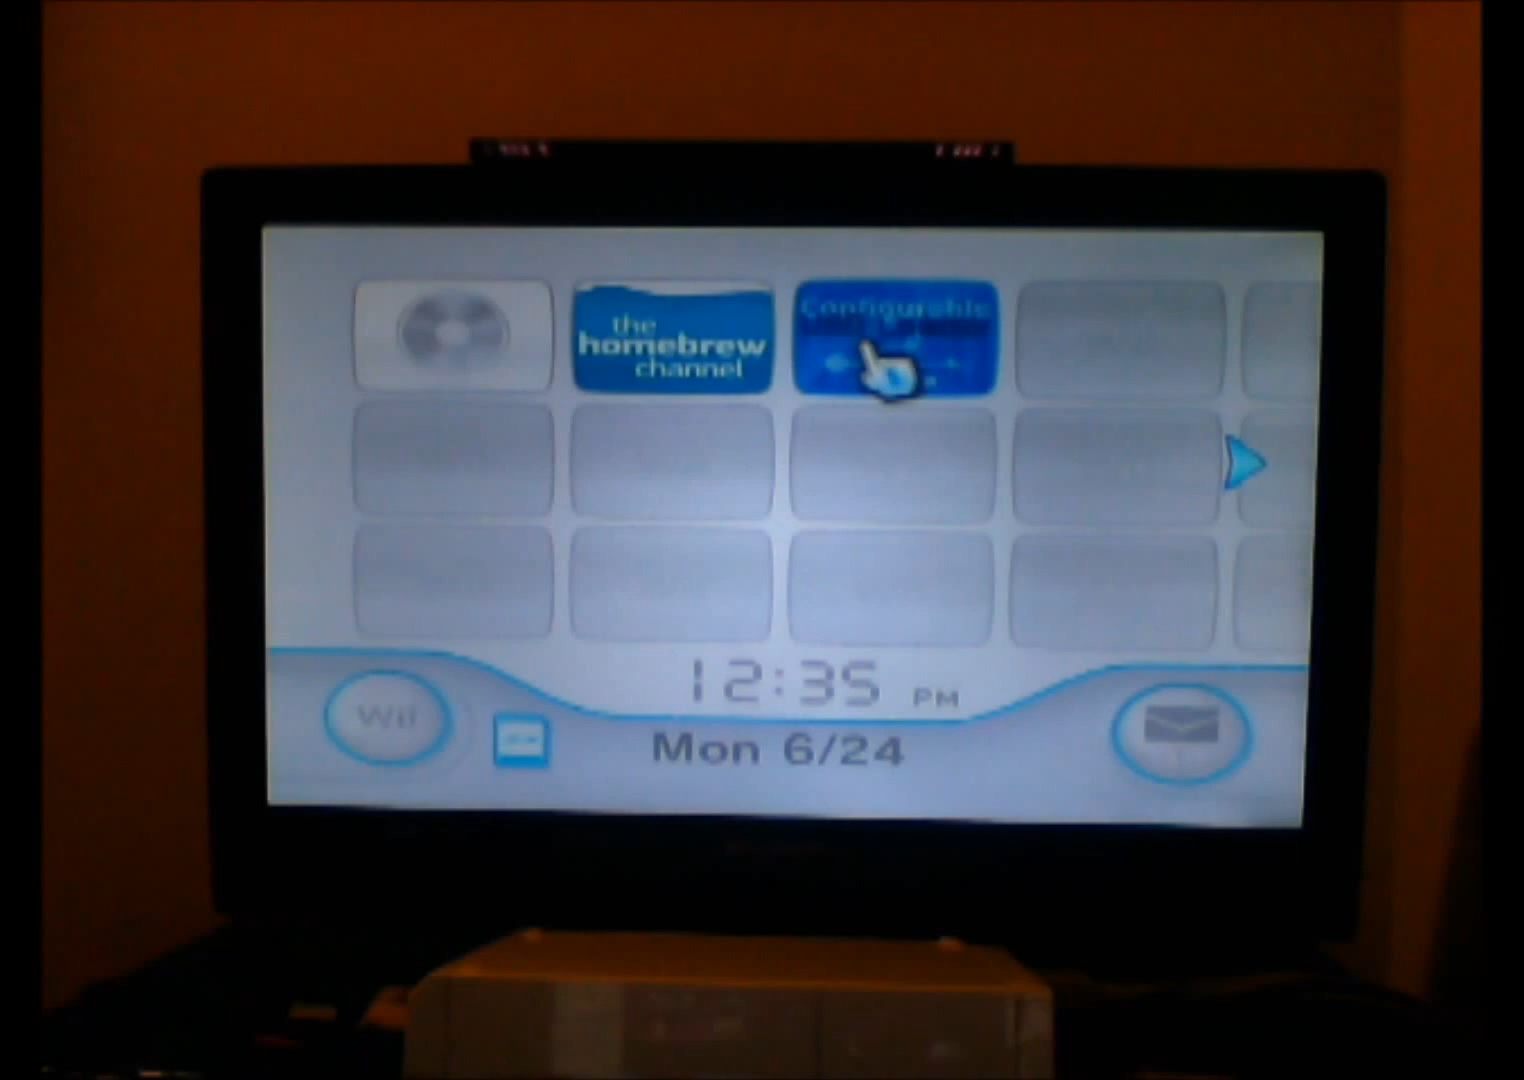 the
homebrew
channel
Configurable
12:35 PM
Wii
Mon 6/24